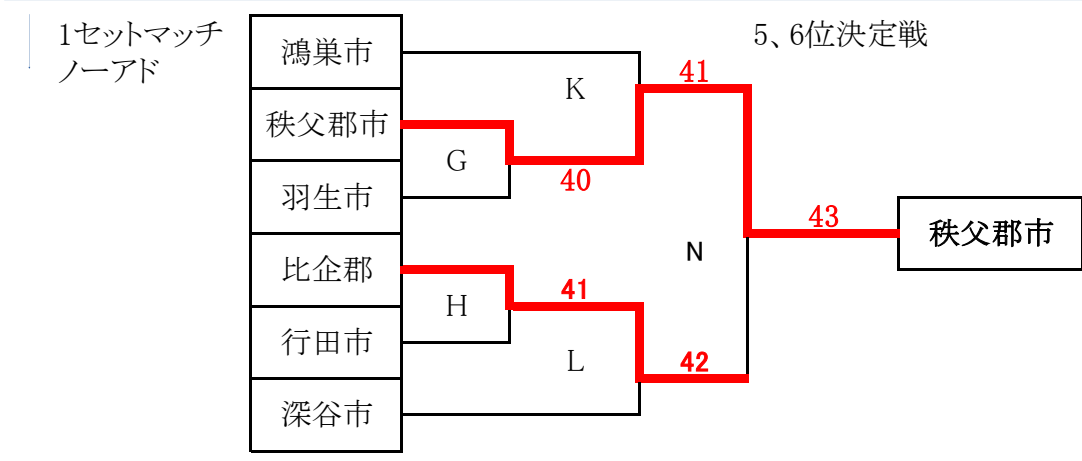 1セットマッチ
ノーアド
5、6位決定戦
鴻巣市
秩父郡市
羽生市
比企郡
行田市
深谷市
K
G
40
41
H
41
L
42
N
43
秩父郡市